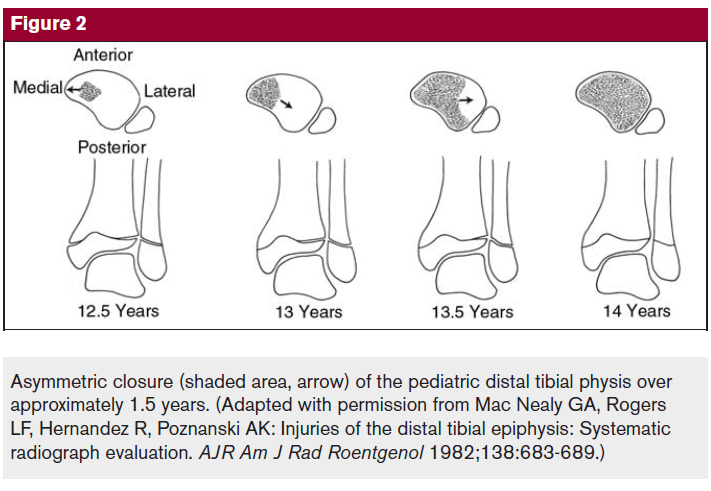 Figure 2
Anterior
Medial
Lateral
Posterior
12.5 Years
13 Years
13.5 Years
14 Years
Asymmetric closure (shaded area, arrow) of the pediatric distal tibial physis over
approximately 1.5 years. (Adapted with permission from Mac Nealy GA, Rogers
LF, Hernandez R, Poznanski AK: Injuries of the distal tibial epiphysis: Systematic
radiograph evaluation. AJR Am J Rad Roentgenol 1982;138:683-689.)